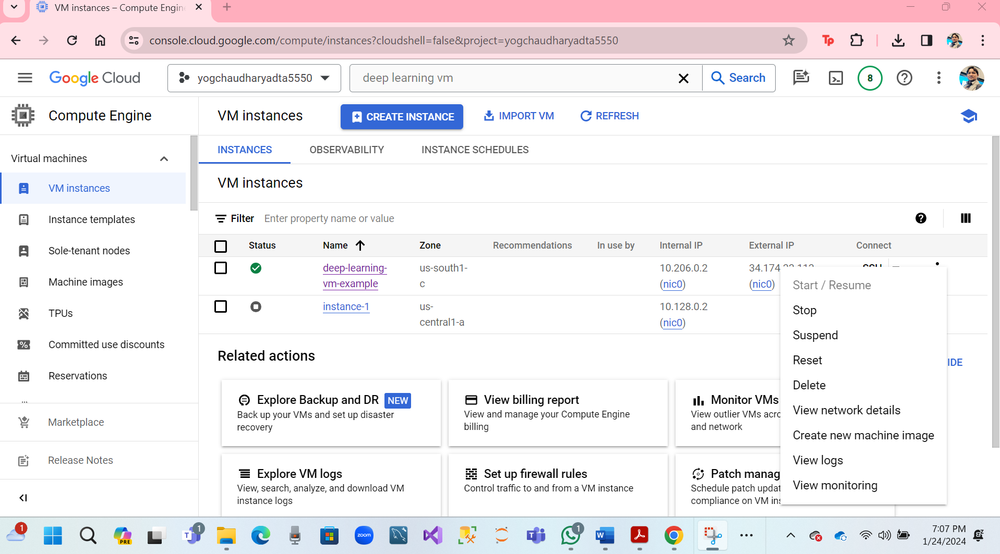 VM instances – Compute Engin
console.cloud.google.com/compute/instances?cloudshell=false&project=yogchaudharyadta5550
Tp
Google Cloud
yogchaudharyadta5550
deep learning vm
Search
8
Compute Engine
VM instances
CREATE INSTANCE
IMPORT VM
REFRESH
Virtual machines
VM instances
Instance templates
Sole-tenant nodes
Machine images
TPUs
Committed use discounts
Reservations
Marketplace
Release Notes
INSTANCES
OBSERVABILITY
INSTANCE SCHEDULES
VM instances
Filter
Enter property name or value
Status
Name
Zone
Recommendations
In use by
Internal IP
External IP
Connect
deep-learning-
vm-example
us-south1-
c
10.206.0.2
(nic0)
34.174
(nic0)
SSH
instance-1
us-
central1-a
10.128.0.2
(nic0)
Start / Resume
Stop
Suspend
Reset
Delete
View network details
Create new machine image
View logs
View monitoring
Related actions
IDE
Explore Backup and DR
NEW
Back up your VMs and set up disaster
recovery
View billing report
View and manage your Compute Engine
billing
Monitor VMs
View outlier VMs acro
and network
Explore VM logs
View, search, analyze, and download VM
instance logs
Set up firewall rules
Control traffic to and from a VM instance
Patch manag
Schedule patch updat
compliance on VM ins
1
PRE
1
zoom
1
7:07 PM
1/24/2024